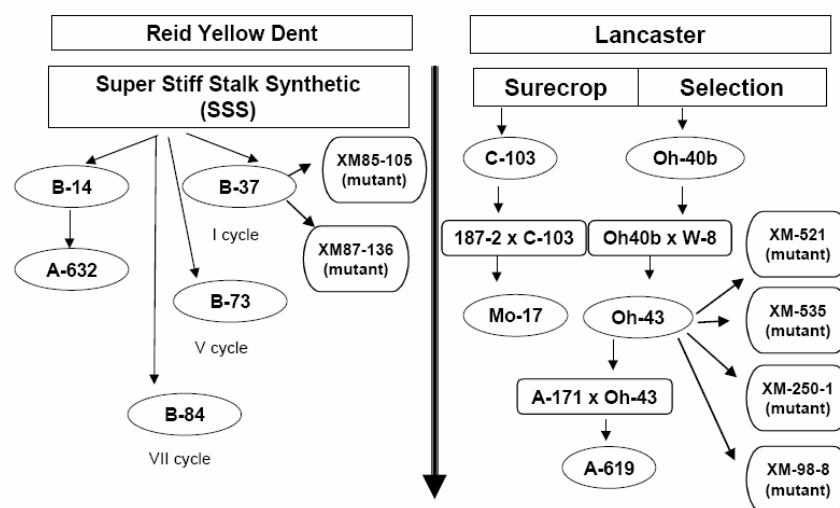 Reid Yellow Dent
Super Stiff Stalk Synthetic
(SSS)
B-14
B-37
XM85-105
(mutant)
I cycle
XM87-136
(mutant)
A-632
B-73
V cycle
B-84
VII cycle
Lancaster
Surecrop
Selection
C-103
Oh-40b
187-2 x C-103
Oh40b x W-8
XM-521
(mutant)
Mo-17
Oh-43
XM-535
(mutant)
A-171 x Oh-43
XM-250-1
(mutant)
A-619
XM-98-8
(mutant)